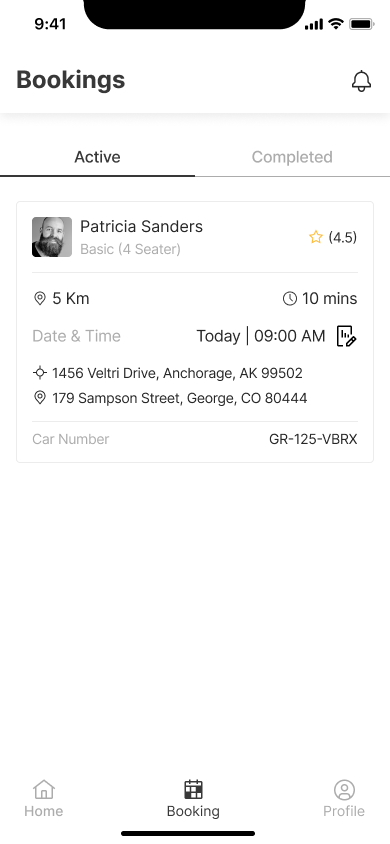 9:41
Bookings
Active Completed
Patricia Sanders
Basic (4 Seater) (4.5)
5 Km 10 mins
Date & Time Today | 09:00 AM
1456 Veltri Drive, Anchorage, AK 99502
179 Sampson Street, George, CO 80444
Car Number GR-125-VBRX
Home Booking Profile